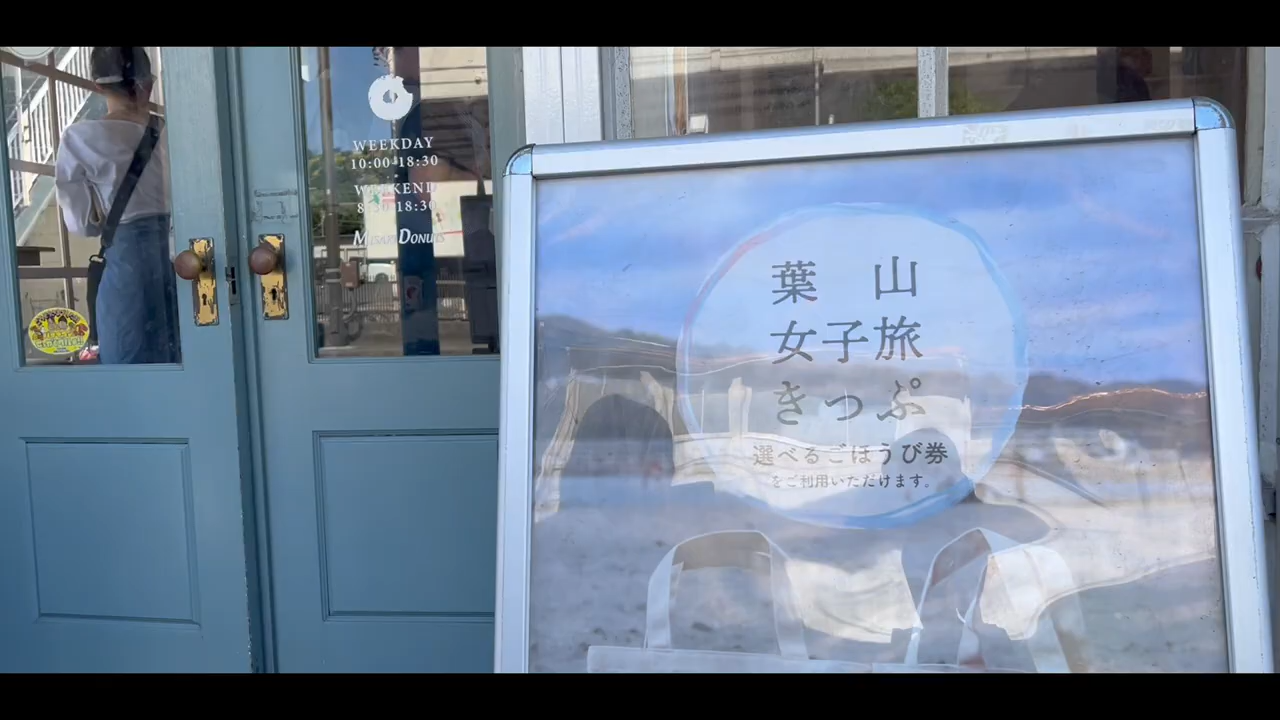 WEEKDAY
10:00-18:30
WEEKEND
8:30-18:30
葉 山
女子旅
きっぷ
選べるごほうび券
をご利用いただけます。